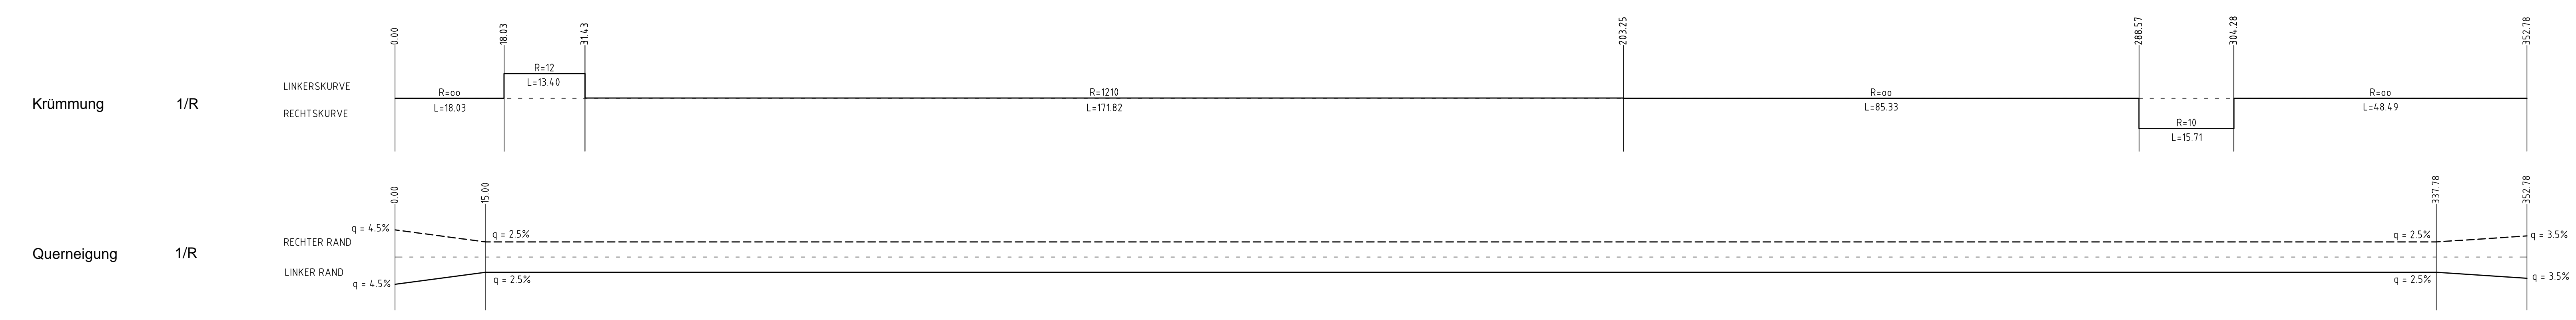 0.00 18.03 31.43 203.25 288.57 304.28 352.78
Krümmung 1/R
LINKERSKURVE
RECHTSKURVE
R=oo R=12 R=1210 R=oo R=10 R=oo
L=18.03 L=13.40 L=171.82 L=85.33 L=15.71 L=48.49
0.00 15.00 337.78 352.78
Querneigung 1/R
RECHTER RAND
q = 4.5% q = 2.5% q = 2.5% q = 3.5%
LINKER RAND
q = 4.5% q = 2.5% q = 2.5% q = 3.5%